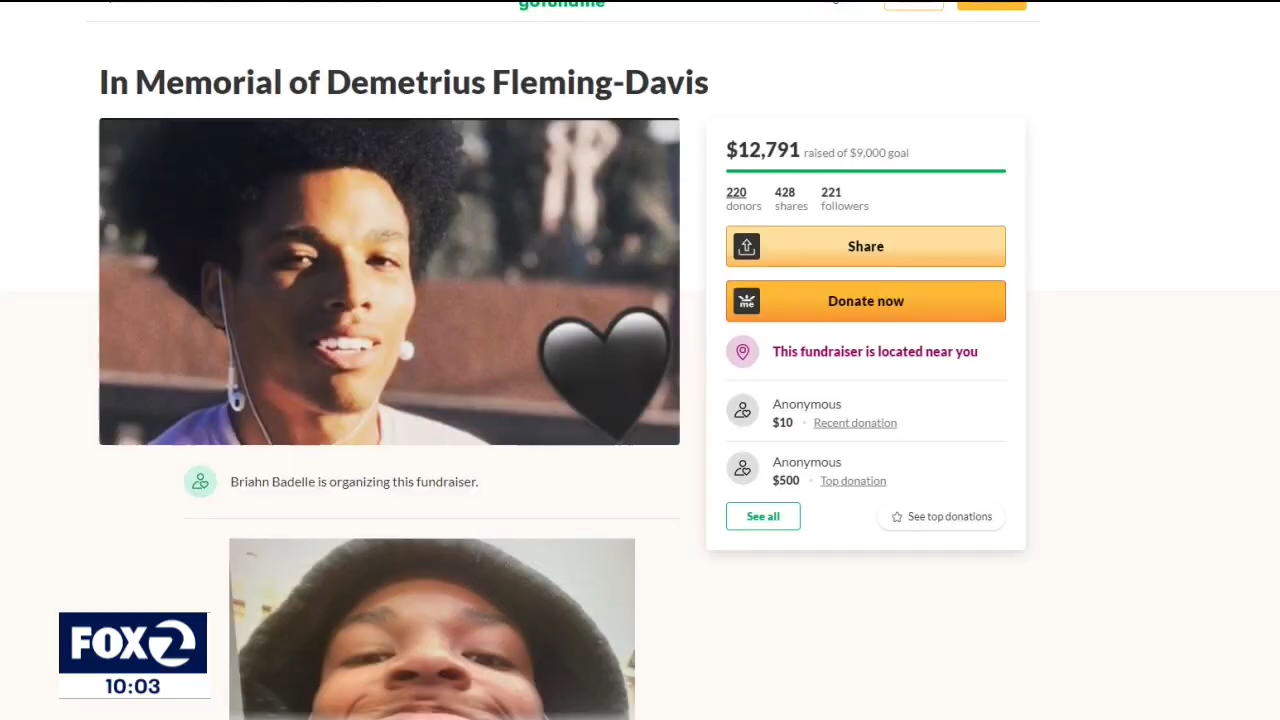 gofundme
In Memorial of Demetrius Fleming-Davis
$12,791 raised of $9,000 goal
220 428 221
donors shares followers
Share
me Donate now
This fundraiser is located near you
Anonymous
$10 · Recent donation
Anonymous
$500 · Top donation
See all See top donations
Briahn Badelle is organizing this fundraiser.
FOX 2
10:03